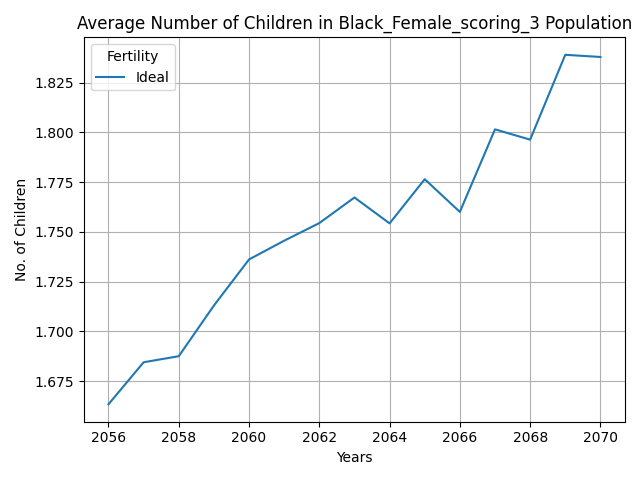 Average Number of Children in Black_Female_scoring_3 Population
Fertility
Ideal
1.825
1.800
1.775
1.750
1.725
1.700
1.675
No. of Children
2056 2058 2060 2062 2064 2066 2068 2070
Years